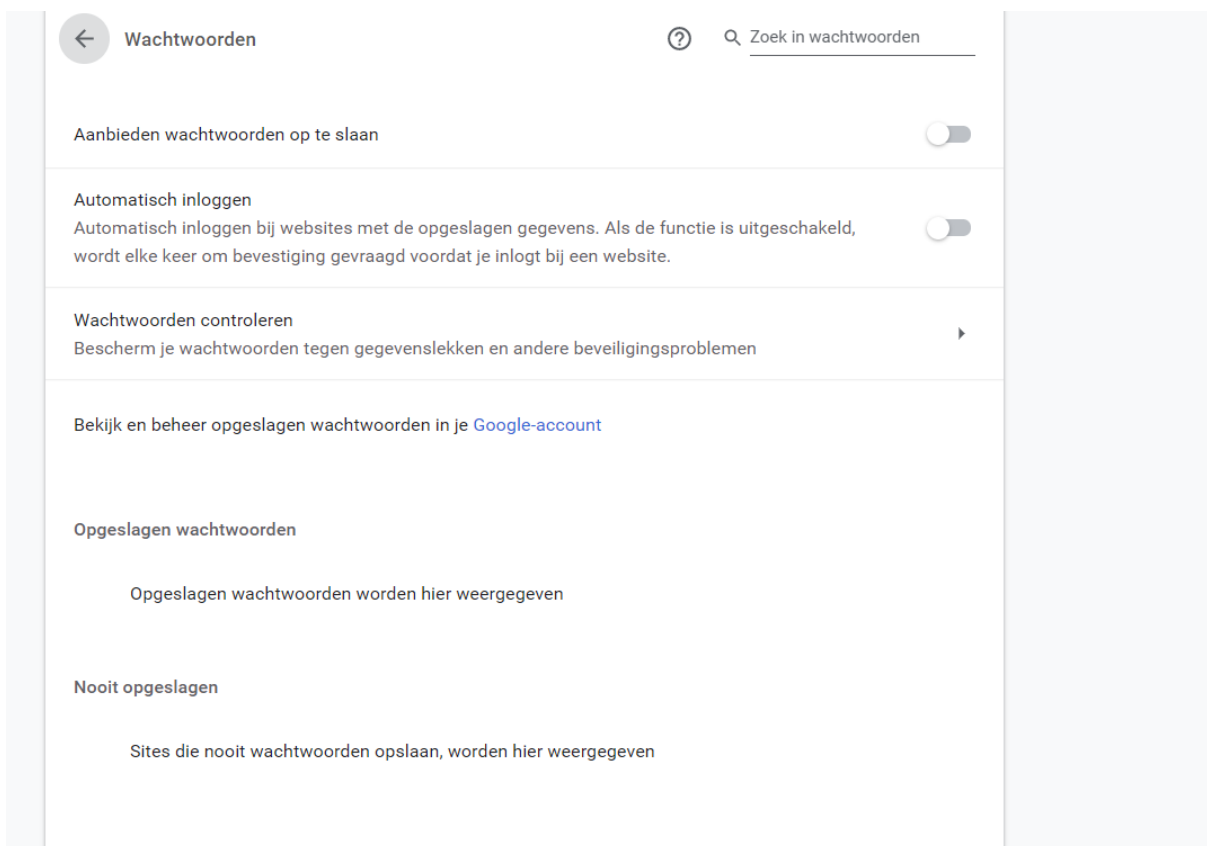 Wachtwoorden
Zoek in wachtwoorden
Aanbieden wachtwoorden op te slaan
Automatisch inloggen
Automatisch inloggen bij websites met de opgeslagen gegevens. Als de functie is uitgeschakeld,
wordt elke keer om bevestiging gevraagd voordat je inlogt bij een website.
Wachtwoorden controleren
Bescherm je wachtwoorden tegen gegevenslekken en andere beveiligingsproblemen
Bekijk en beheer opgeslagen wachtwoorden in je Google-account
Opgeslagen wachtwoorden
Opgeslagen wachtwoorden worden hier weergegeven
Nooit opgeslagen
Sites die nooit wachtwoorden opslaan, worden hier weergegeven